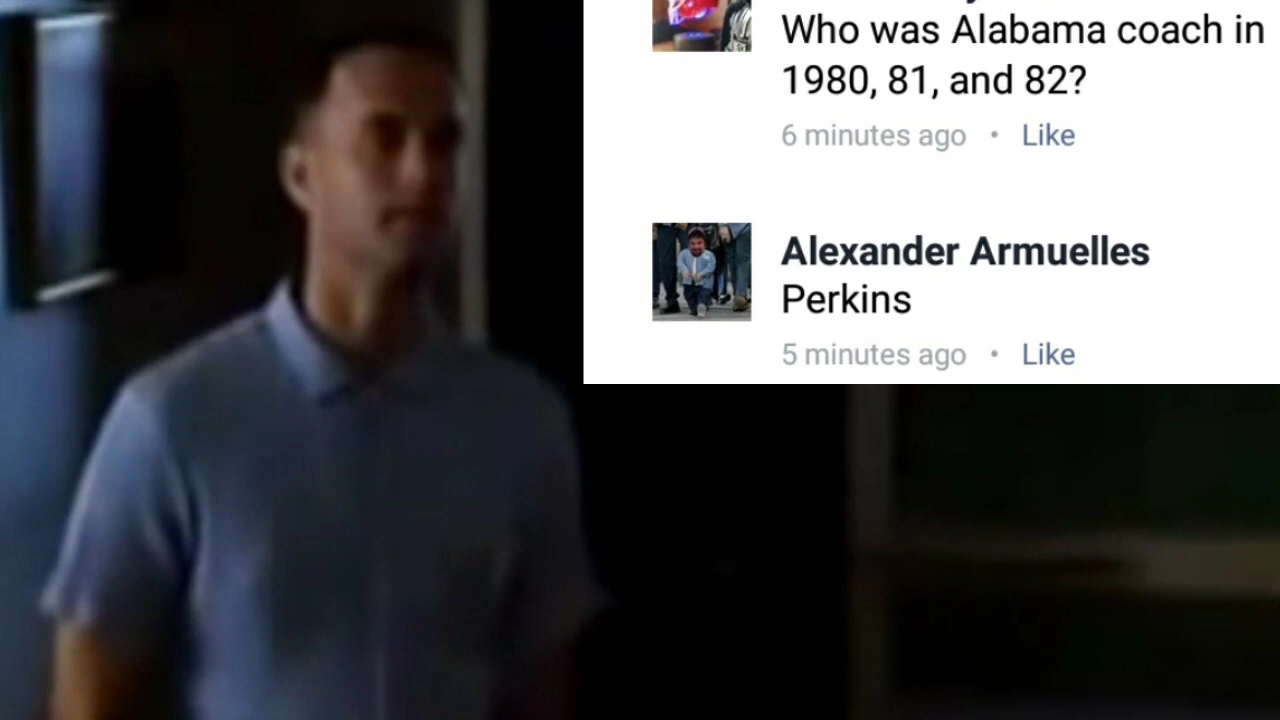 Who was Alabama coach in
1980, 81, and 82?
6 minutes ago • Like
Alexander Armuelles
Perkins
5 minutes ago • Like